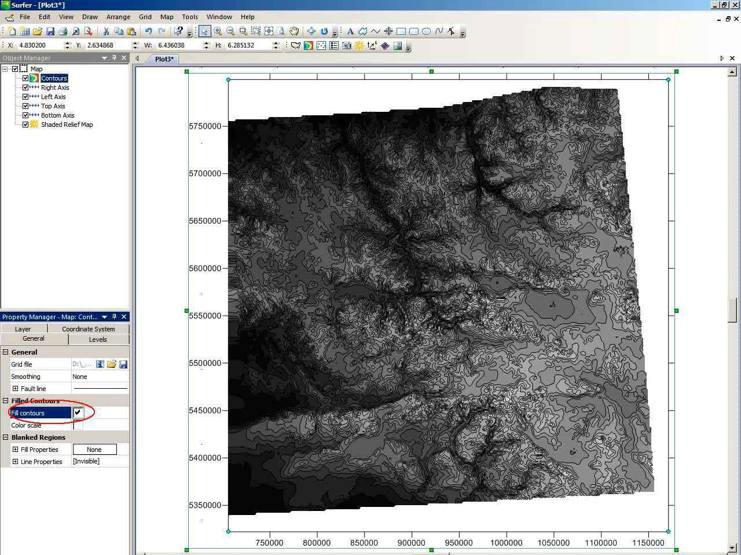 Surfer - [Plot3*]
File Edit View Draw Arrange Grid Map Tools Window Help
X: 4.830200 Y: 2.634868 W: 6.436038 H: 6.285132
Object Manager
Plot3*
Map
Contours
Right Axis
Left Axis
Top Axis
Bottom Axis
Shaded Relief Map
5750000
5700000
5650000
5600000
5550000
5500000
5450000
5400000
5350000
750000 800000 850000 900000 950000 1000000 1050000 1100000 1150000
Property Manager - Map: Cont...
Layer Coordinate System
General Levels
General
Grid file D:\_...
Smoothing None
Fault line
Filled Contours
Fill contours
Color scale
Blanked Regions
Fill Properties None
Line Properties [Invisible]